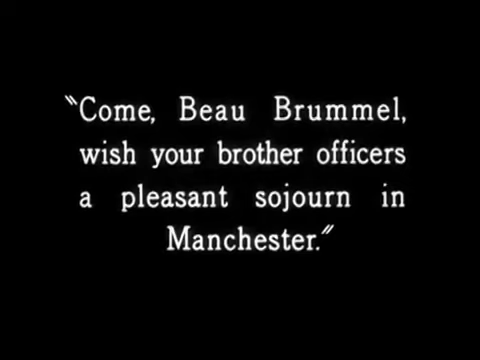 "Come, Beau Brummel,
wish your brother officers
a pleasant sojourn in
Manchester."